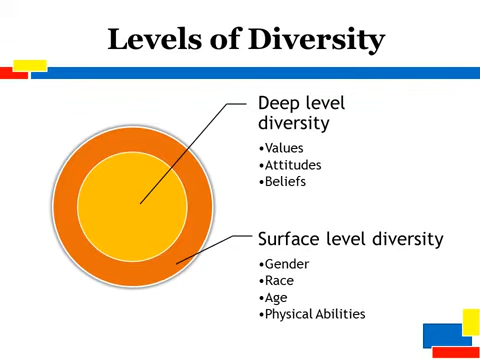 Levels of Diversity
Deep level
diversity
•Values
•Attitudes
•Beliefs
Surface level diversity
•Gender
•Race
•Age
•Physical Abilities